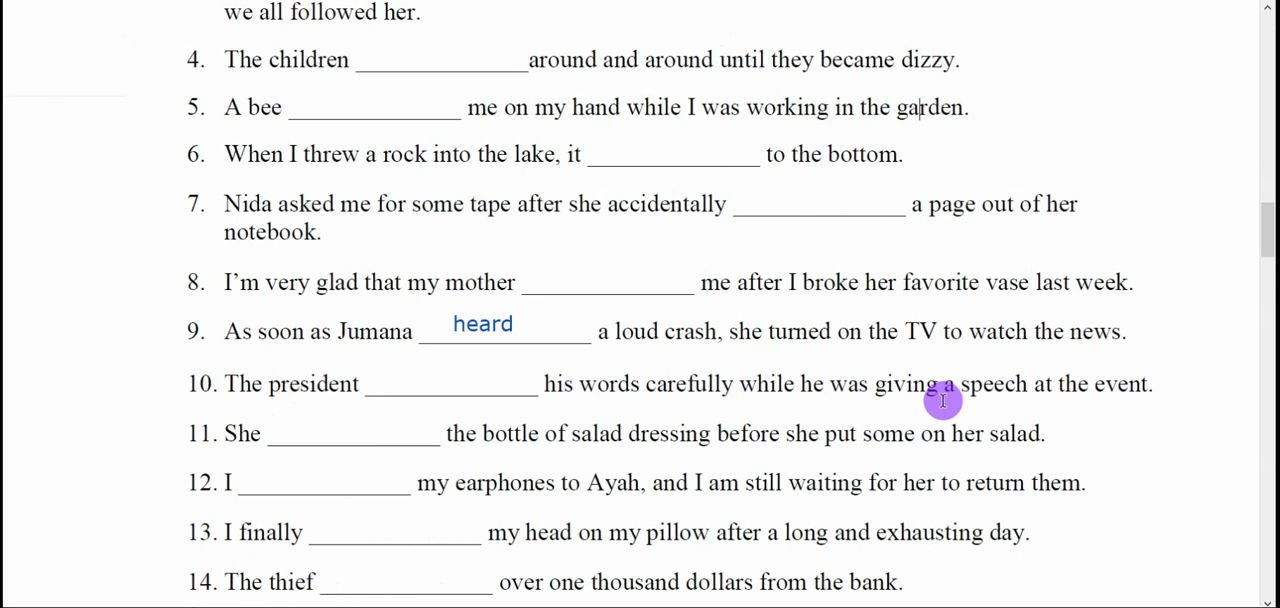 we all followed her.
4. The children ______________around and around until they became dizzy.
5. A bee ______________ me on my hand while I was working in the garden.
6. When I threw a rock into the lake, it ______________ to the bottom.
7. Nida asked me for some tape after she accidentally ______________ a page out of her
notebook.
8. I’m very glad that my mother ______________ me after I broke her favorite vase last week.
9. As soon as Jumana heard a loud crash, she turned on the TV to watch the news.
10. The president ______________ his words carefully while he was giving a speech at the event.
11. She ______________ the bottle of salad dressing before she put some on her salad.
12. I ______________ my earphones to Ayah, and I am still waiting for her to return them.
13. I finally ______________ my head on my pillow after a long and exhausting day.
14. The thief ______________ over one thousand dollars from the bank.